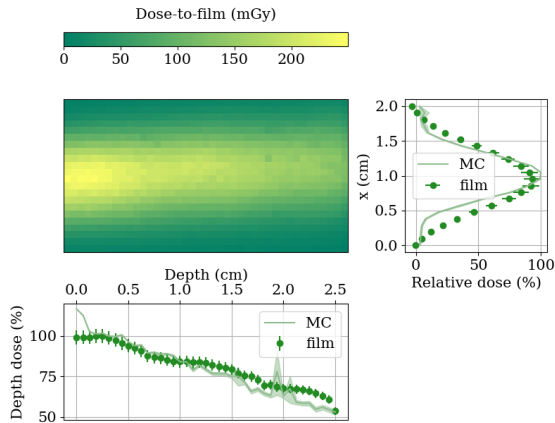 Dose-to-film (mGy)
0 50 100 150 200
2.0
1.5
1.0
0.5
0.0
x (cm)
MC
film
0 50 100
Relative dose (%)
Depth (cm)
0.0 0.5 1.0 1.5 2.0 2.5
100
75
50
Depth dose (%)
MC
film